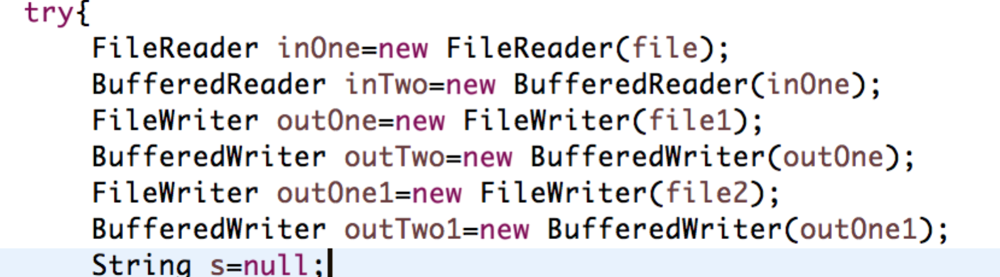 try{
FileReader inOne=new FileReader(file);
BufferedReader inTwo=new BufferedReader(inOne);
FileWriter outOne=new FileWriter(file1);
BufferedWriter outTwo=new BufferedWriter(outOne);
FileWriter outOne1=new FileWriter(file2);
BufferedWriter outTwo1=new BufferedWriter(outOne1);
String s=null;